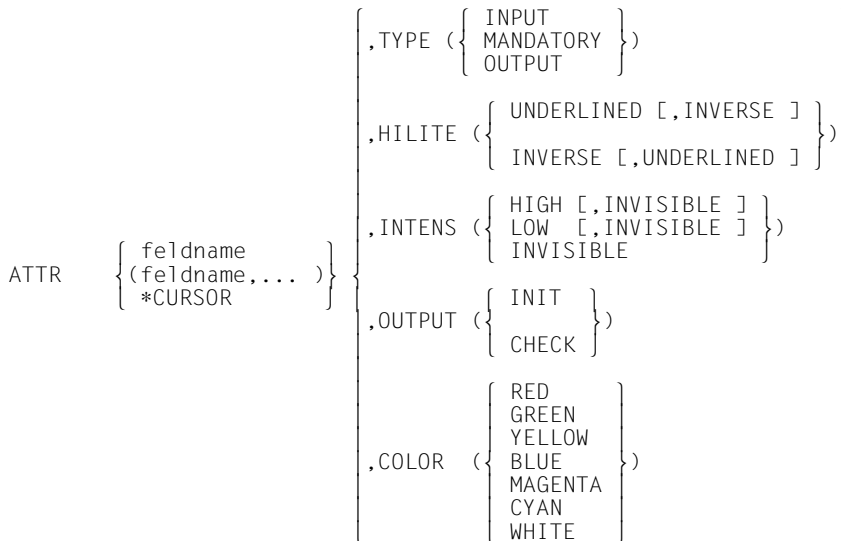 ,TYPE ( INPUT
MANDATORY )
OUTPUT
,HILITE ( UNDERLINED [,INVERSE ]
)
INVERSE [,UNDERLINED ]
,INTENS ( HIGH [,INVISIBLE ]
LOW [,INVISIBLE ] )
INVISIBLE
ATTR feldname
(feldname,... )
*CURSOR
,OUTPUT ( INIT
)
CHECK
,COLOR ( RED
GREEN
YELLOW
BLUE )
MAGENTA
CYAN
WHITE